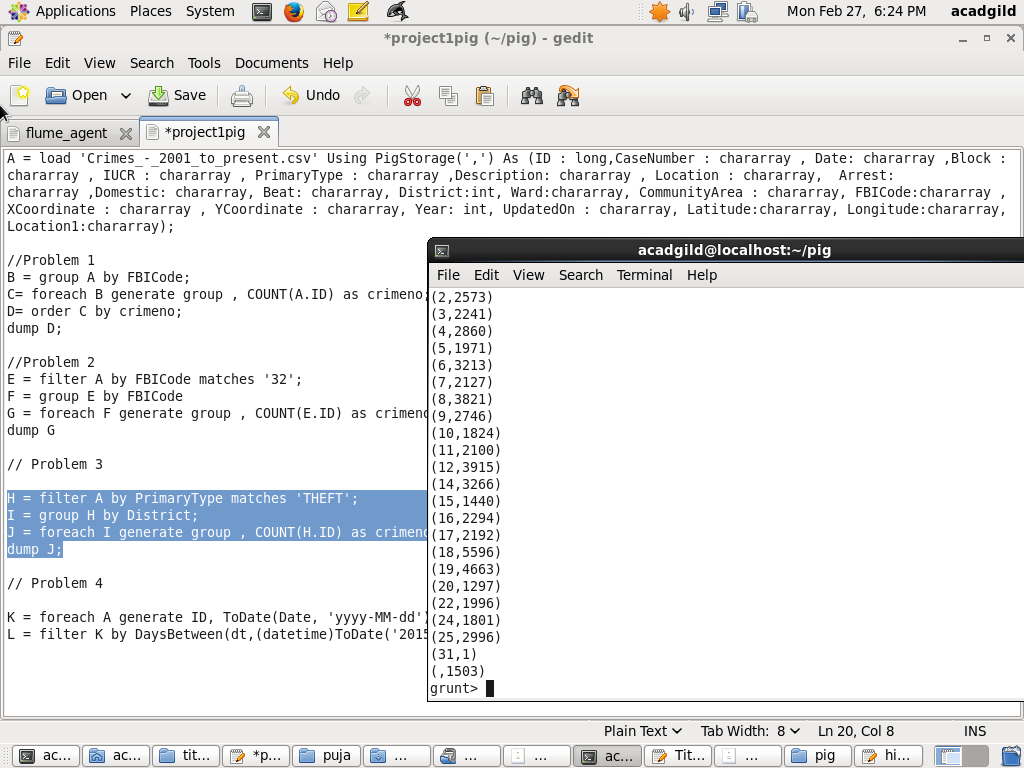 Applications Places System Mon Feb 27, 6:24 PM acadgild
*project1pig (~/pig) - gedit
File Edit View Search Tools Documents Help
Open Save Undo
flume_agent *project1pig
A = load 'Crimes_-_2001_to_present.csv' Using PigStorage(',') As (ID : long,CaseNumber : chararray , Date: chararray ,Block :
chararray , IUCR : chararray , PrimaryType : chararray ,Description: chararray , Location : chararray,  Arrest:
chararray ,Domestic: chararray, Beat: chararray, District:int, Ward:chararray, CommunityArea : chararray, FBICode:chararray ,
XCoordinate : chararray , YCoordinate : chararray, Year: int, UpdatedOn : chararray, Latitude:chararray, Longitude:chararray,
Location1:chararray);
//Problem 1
B = group A by FBICode;
C= foreach B generate group , COUNT(A.ID) as crimeno;
D= order C by crimeno;
dump D;
//Problem 2
E = filter A by FBICode matches '32';
F = group E by FBICode
G = foreach F generate group , COUNT(E.ID) as crimeno
dump G
// Problem 3
H = filter A by PrimaryType matches 'THEFT';
I = group H by District;
J = foreach I generate group , COUNT(H.ID) as crimeno
dump J;
// Problem 4
K = foreach A generate ID, ToDate(Date, 'yyyy-MM-dd')
L = filter K by DaysBetween(dt,(datetime)ToDate('2015
acadgild@localhost:~/pig
File Edit View Search Terminal Help
(2,2573)
(3,2241)
(4,2860)
(5,1971)
(6,3213)
(7,2127)
(8,3821)
(9,2746)
(10,1824)
(11,2100)
(12,3915)
(14,3266)
(15,1440)
(16,2294)
(17,2192)
(18,5596)
(19,4663)
(20,1297)
(22,1996)
(24,1801)
(25,2996)
(31,1)
(,1503)
grunt>
Plain Text Tab Width: 8 Ln 20, Col 8 INS
ac... ac... tit... *p... puja ... ... ... ac... Tit... ... pig hi...